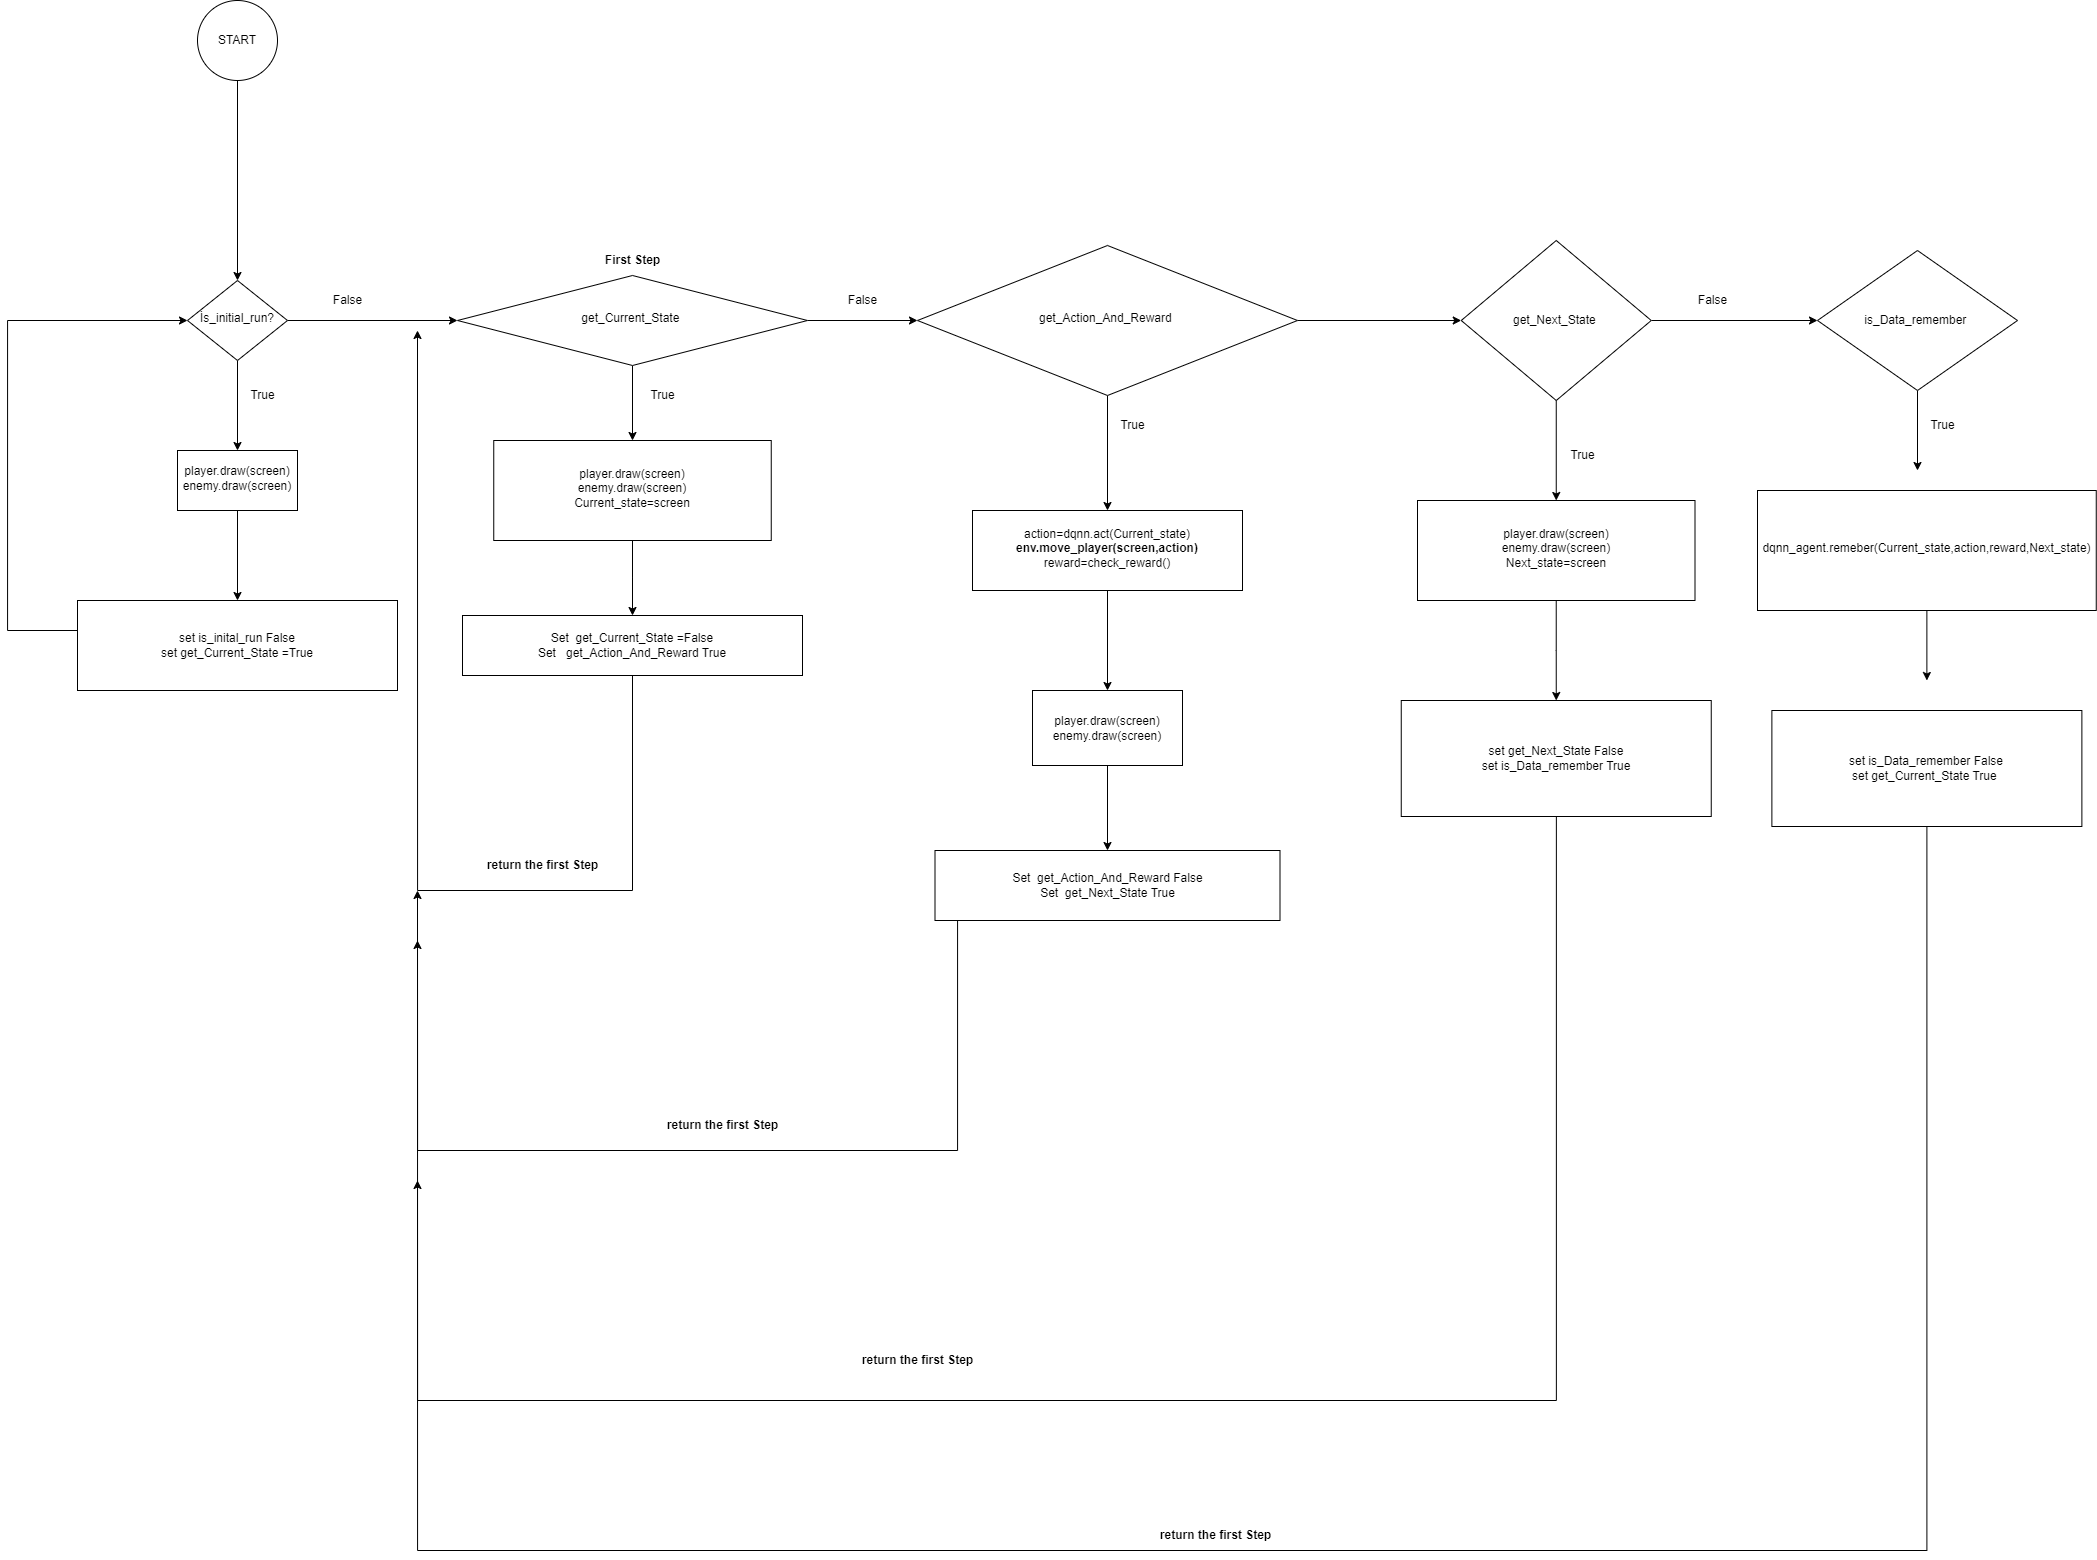 START
First Step
Is_initial_run?
False
get_Current_State
False
get_Action_And_Reward
get_Next_State
False
is_Data_remember
True
True
True
True
True
player.draw(screen)
enemy.draw(screen)
player.draw(screen)
enemy.draw(screen)
Current_state=screen
action=dqnn.act(Current_state)
env.move_player(screen,action)
reward=check_reward()
player.draw(screen)
enemy.draw(screen)
Next_state=screen
dqnn_agent.remeber(Current_state,action,reward,Next_state)
set is_inital_run False
set get_Current_State =True
Set get_Current_State =False
Set get_Action_And_Reward True
player.draw(screen)
enemy.draw(screen)
set get_Next_State False
set is_Data_remember True
set is_Data_remember False
set get_Current_State True
return the first Step
Set get_Action_And_Reward False
Set get_Next_State True
return the first Step
return the first Step
return the first Step